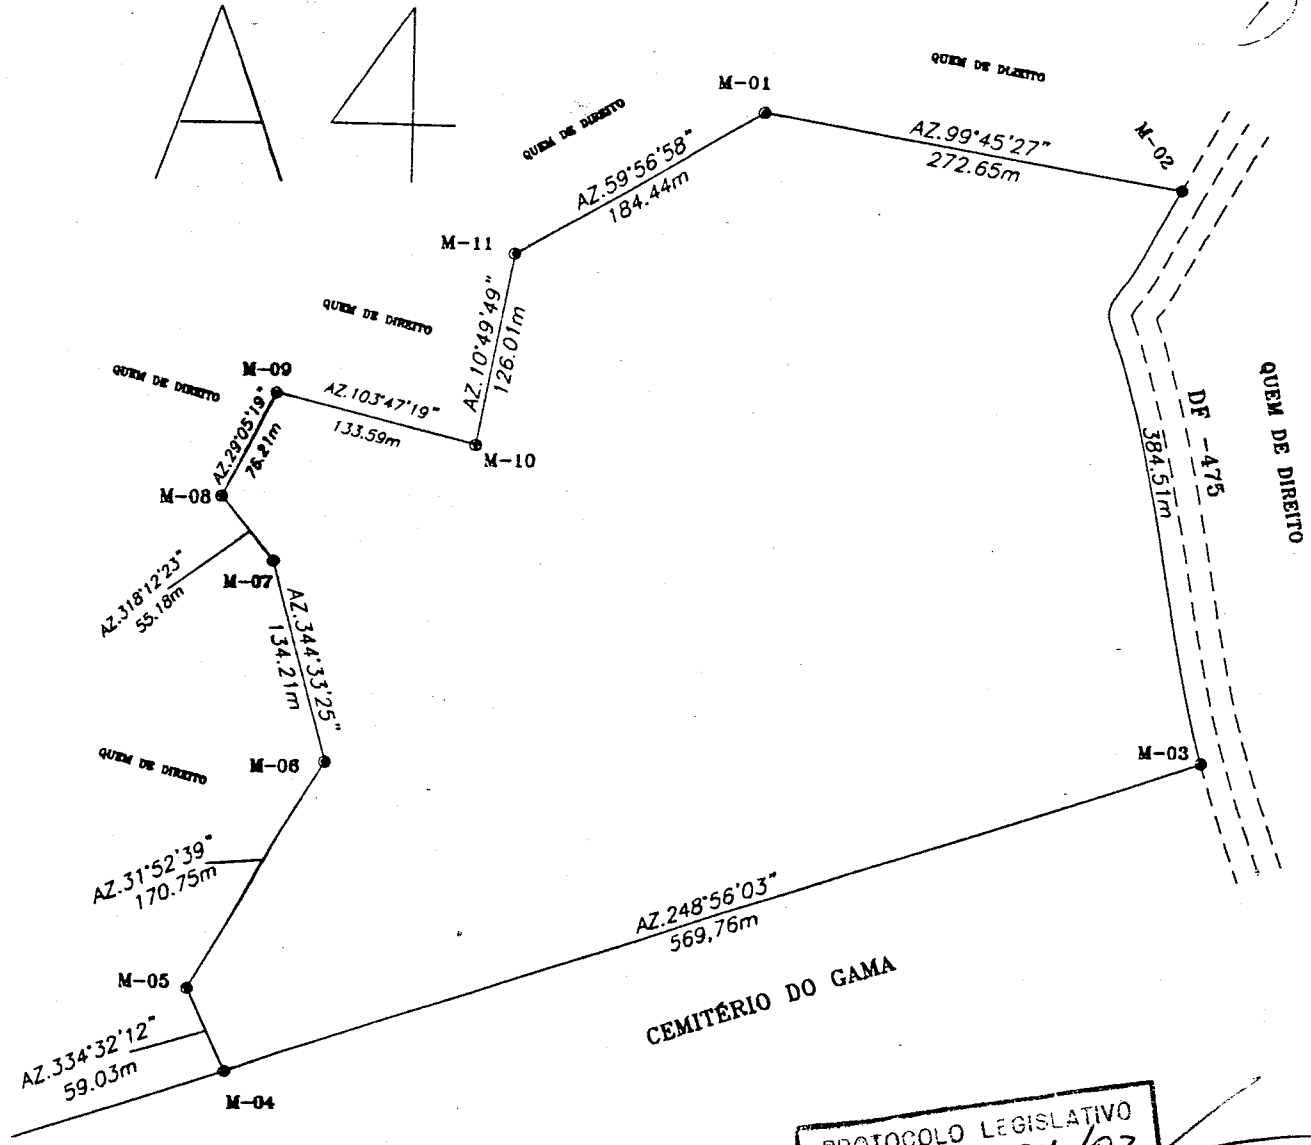 A4
QUEM DE DIREITO
M-01
QUEM DE DIREITO
AZ.99°45'27"
272.65m
M-02
AZ.59°56'58"
184.44m
M-11
QUEM DE DIREITO
AZ.10°49'49"
126.01m
QUEM DE DIREITO
M-09
AZ.103°47'19"
133.59m
M-10
AZ.29°05'19"
76.21m
M-08
DF -475
384.51m
QUEM DE DIREITO
AZ.318°12'23"
55.18m
M-07
AZ.344°33'25"
134.21m
QUEM DE DIREITO
M-06
M-03
AZ.31°52'39"
170.75m
AZ.248°56'03"
569,76m
M-05
CEMITÉRIO DO GAMA
AZ.334°32'12"
59.03m
M-04
PROTOCOLO LEGISLATIVO